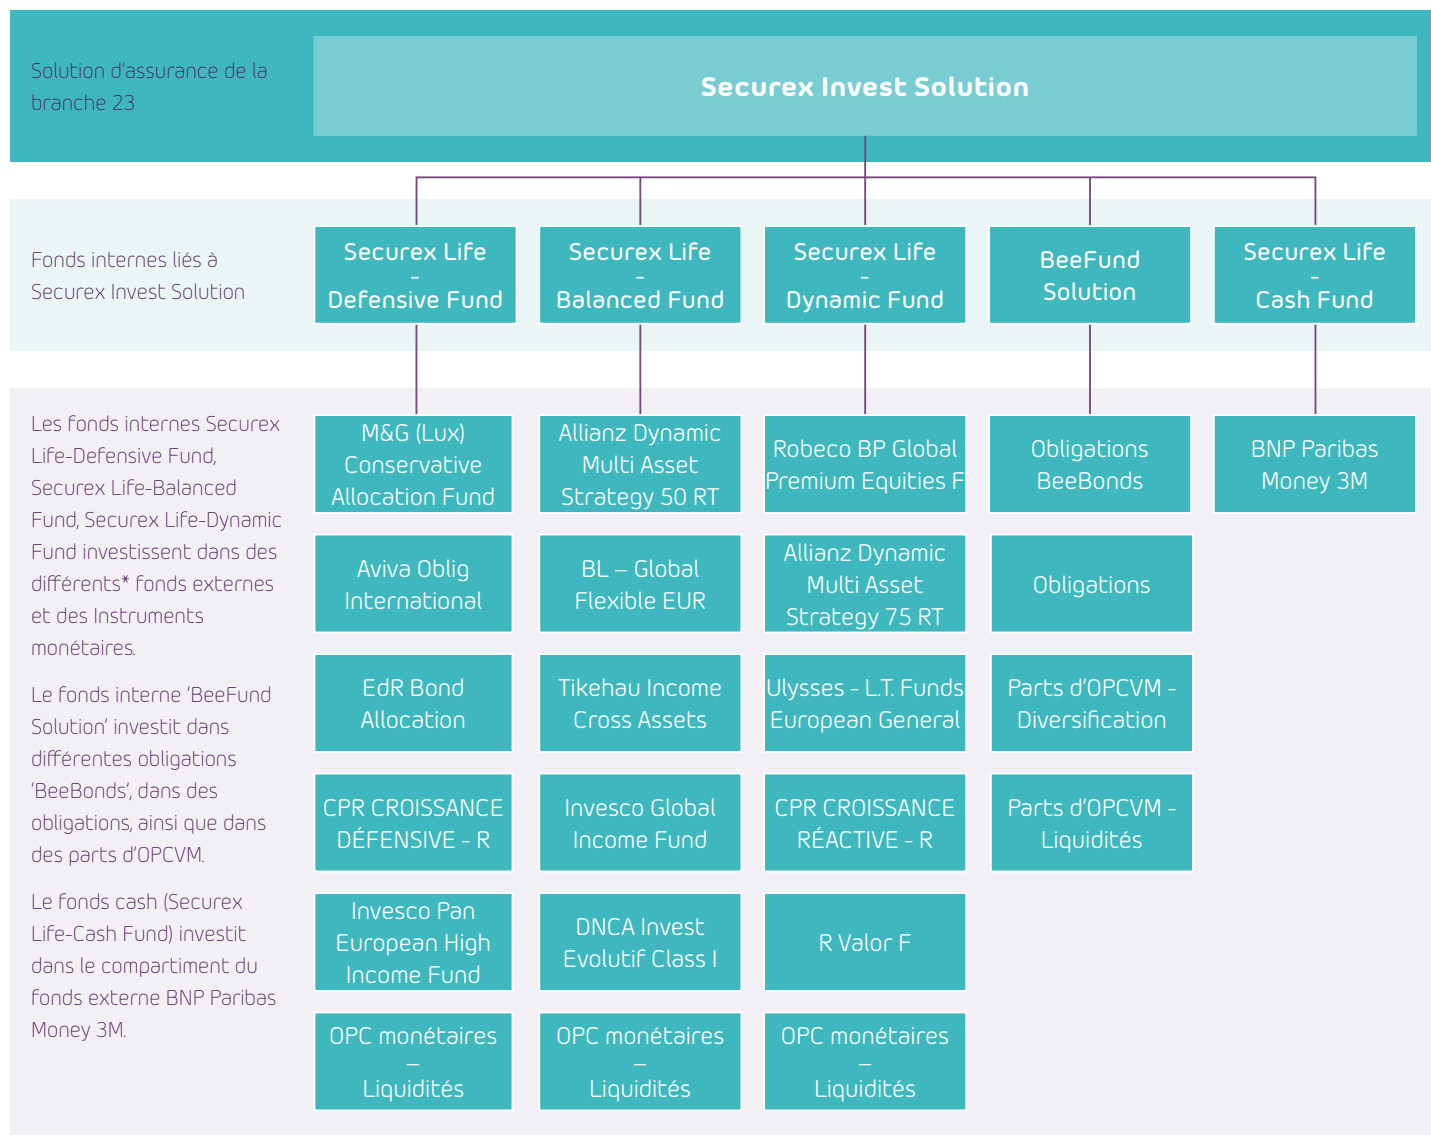 Solution d'assurance de la
branche 23
Securex Invest Solution
Fonds internes liés à
Securex Invest Solution
Securex Life
-
Defensive Fund
Securex Life
-
Balanced Fund
Securex Life
-
Dynamic Fund
BeeFund
Solution
Securex Life
-
Cash Fund
Les fonds internes Securex
Life-Defensive Fund,
Securex Life-Balanced
Fund, Securex Life-Dynamic
Fund investissent dans des
différents* fonds externes
et des Instruments
monétaires.
Le fonds interne ‘BeeFund
Solution’ investit dans
différentes obligations
‘BeeBonds’, dans des
obligations, ainsi que dans
des parts d’OPCVM.
Le fonds cash (Securex
Life-Cash Fund) investit
dans le compartiment du
fonds externe BNP Paribas
Money 3M.
M&G (Lux)
Conservative
Allocation Fund
Aviva Oblig
International
EdR Bond
Allocation
CPR CROISSANCE
DÉFENSIVE - R
Invesco Pan
European High
Income Fund
OPC monétaires
–
Liquidités
Allianz Dynamic
Multi Asset
Strategy 50 RT
BL – Global
Flexible EUR
Tikehau Income
Cross Assets
Invesco Global
Income Fund
DNCA Invest
Evolutif Class I
OPC monétaires
–
Liquidités
Robeco BP Global
Premium Equities F
Allianz Dynamic
Multi Asset
Strategy 75 RT
Ulysses - L.T. Funds
European General
CPR CROISSANCE
RÉACTIVE - R
R Valor F
OPC monétaires
–
Liquidités
Obligations
BeeBonds
Obligations
Parts d’OPCVM -
Diversification
Parts d’OPCVM -
Liquidités
BNP Paribas
Money 3M